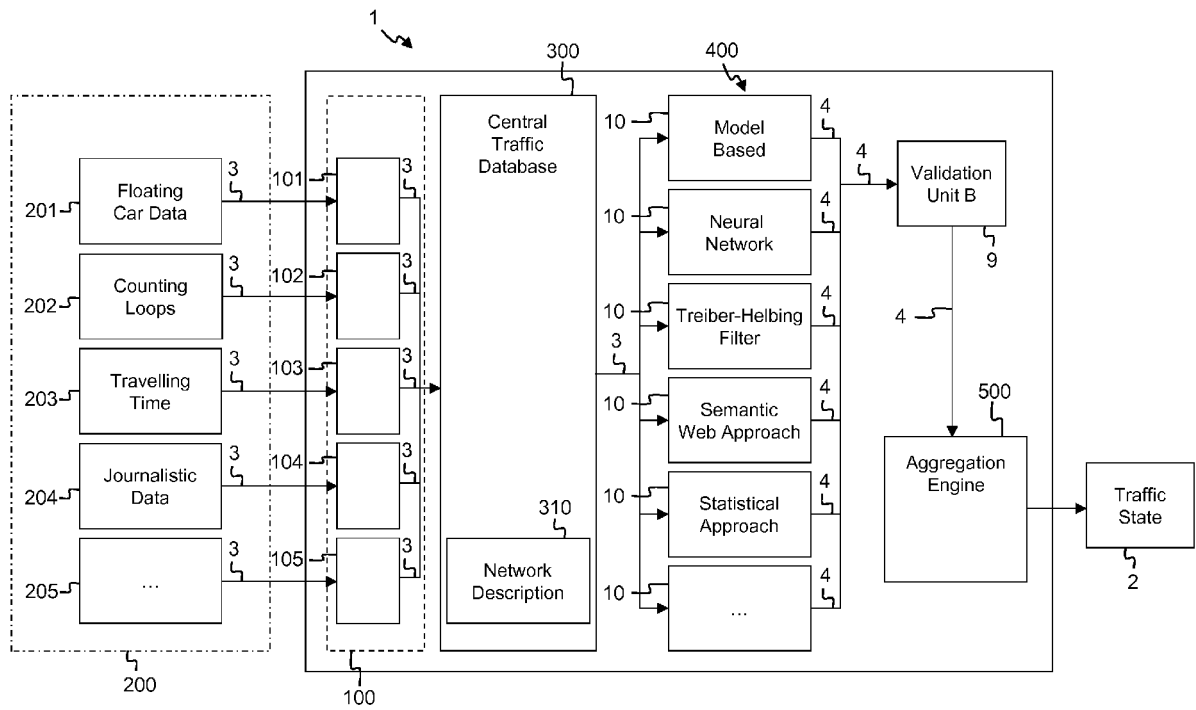 1
300
400
Central
Traffic
Database
Network
Description
310
Floating
Car Data
Counting
Loops
Travelling
Time
Journalistic
Data
...
201
202
203
204
205
3
3
3
3
3
200
101
102
103
104
105
3
3
3
3
3
100
3
10
10
10
10
10
10
Model
Based
Neural
Network
Treiber-Helbing
Filter
Semantic
Web Approach
Statistical
Approach
...
4
4
4
4
4
4
4
Validation
Unit B
9
4
500
Aggregation
Engine
Traffic
State
2